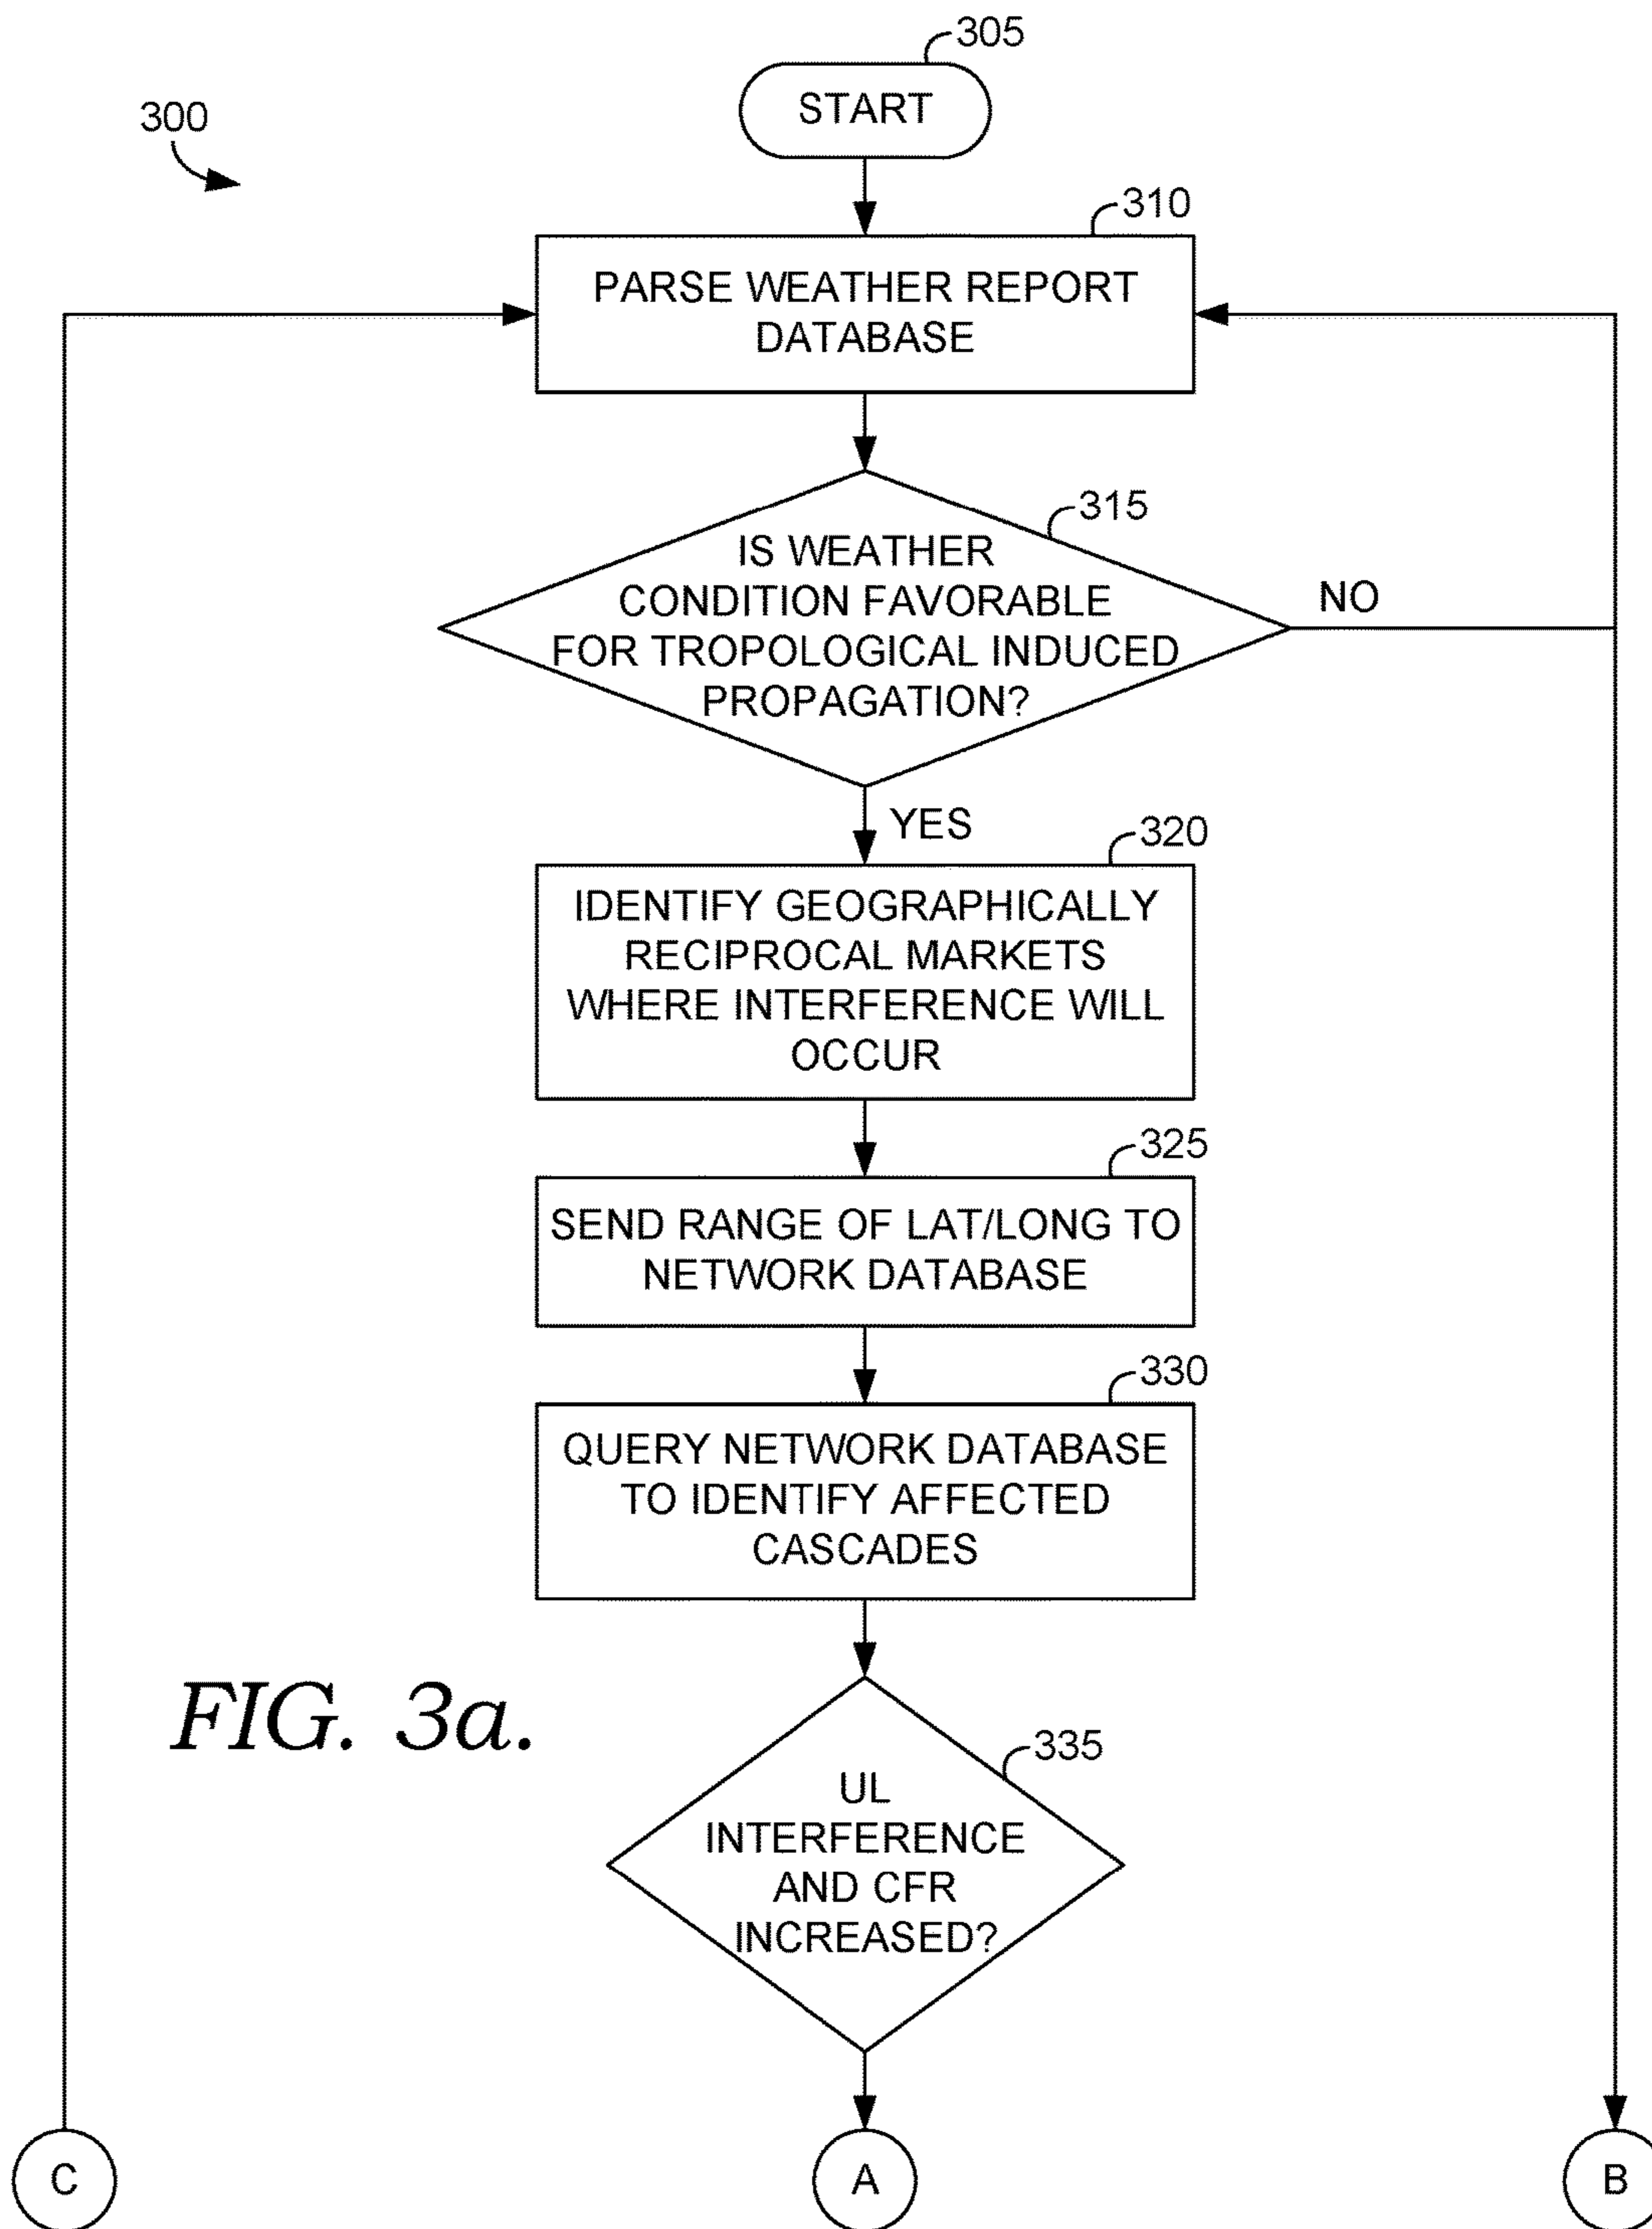 305
START
300
310
PARSE WEATHER REPORT
DATABASE
315
IS WEATHER
CONDITION FAVORABLE
FOR TROPOLOGICAL INDUCED
PROPAGATION?
NO
YES
320
IDENTIFY GEOGRAPHICALLY
RECIPROCAL MARKETS
WHERE INTERFERENCE WILL
OCCUR
325
SEND RANGE OF LAT/LONG TO
NETWORK DATABASE
330
QUERY NETWORK DATABASE
TO IDENTIFY AFFECTED
CASCADES
FIG. 3a.
335
UL
INTERFERENCE
AND CFR
INCREASED?
C
A
B